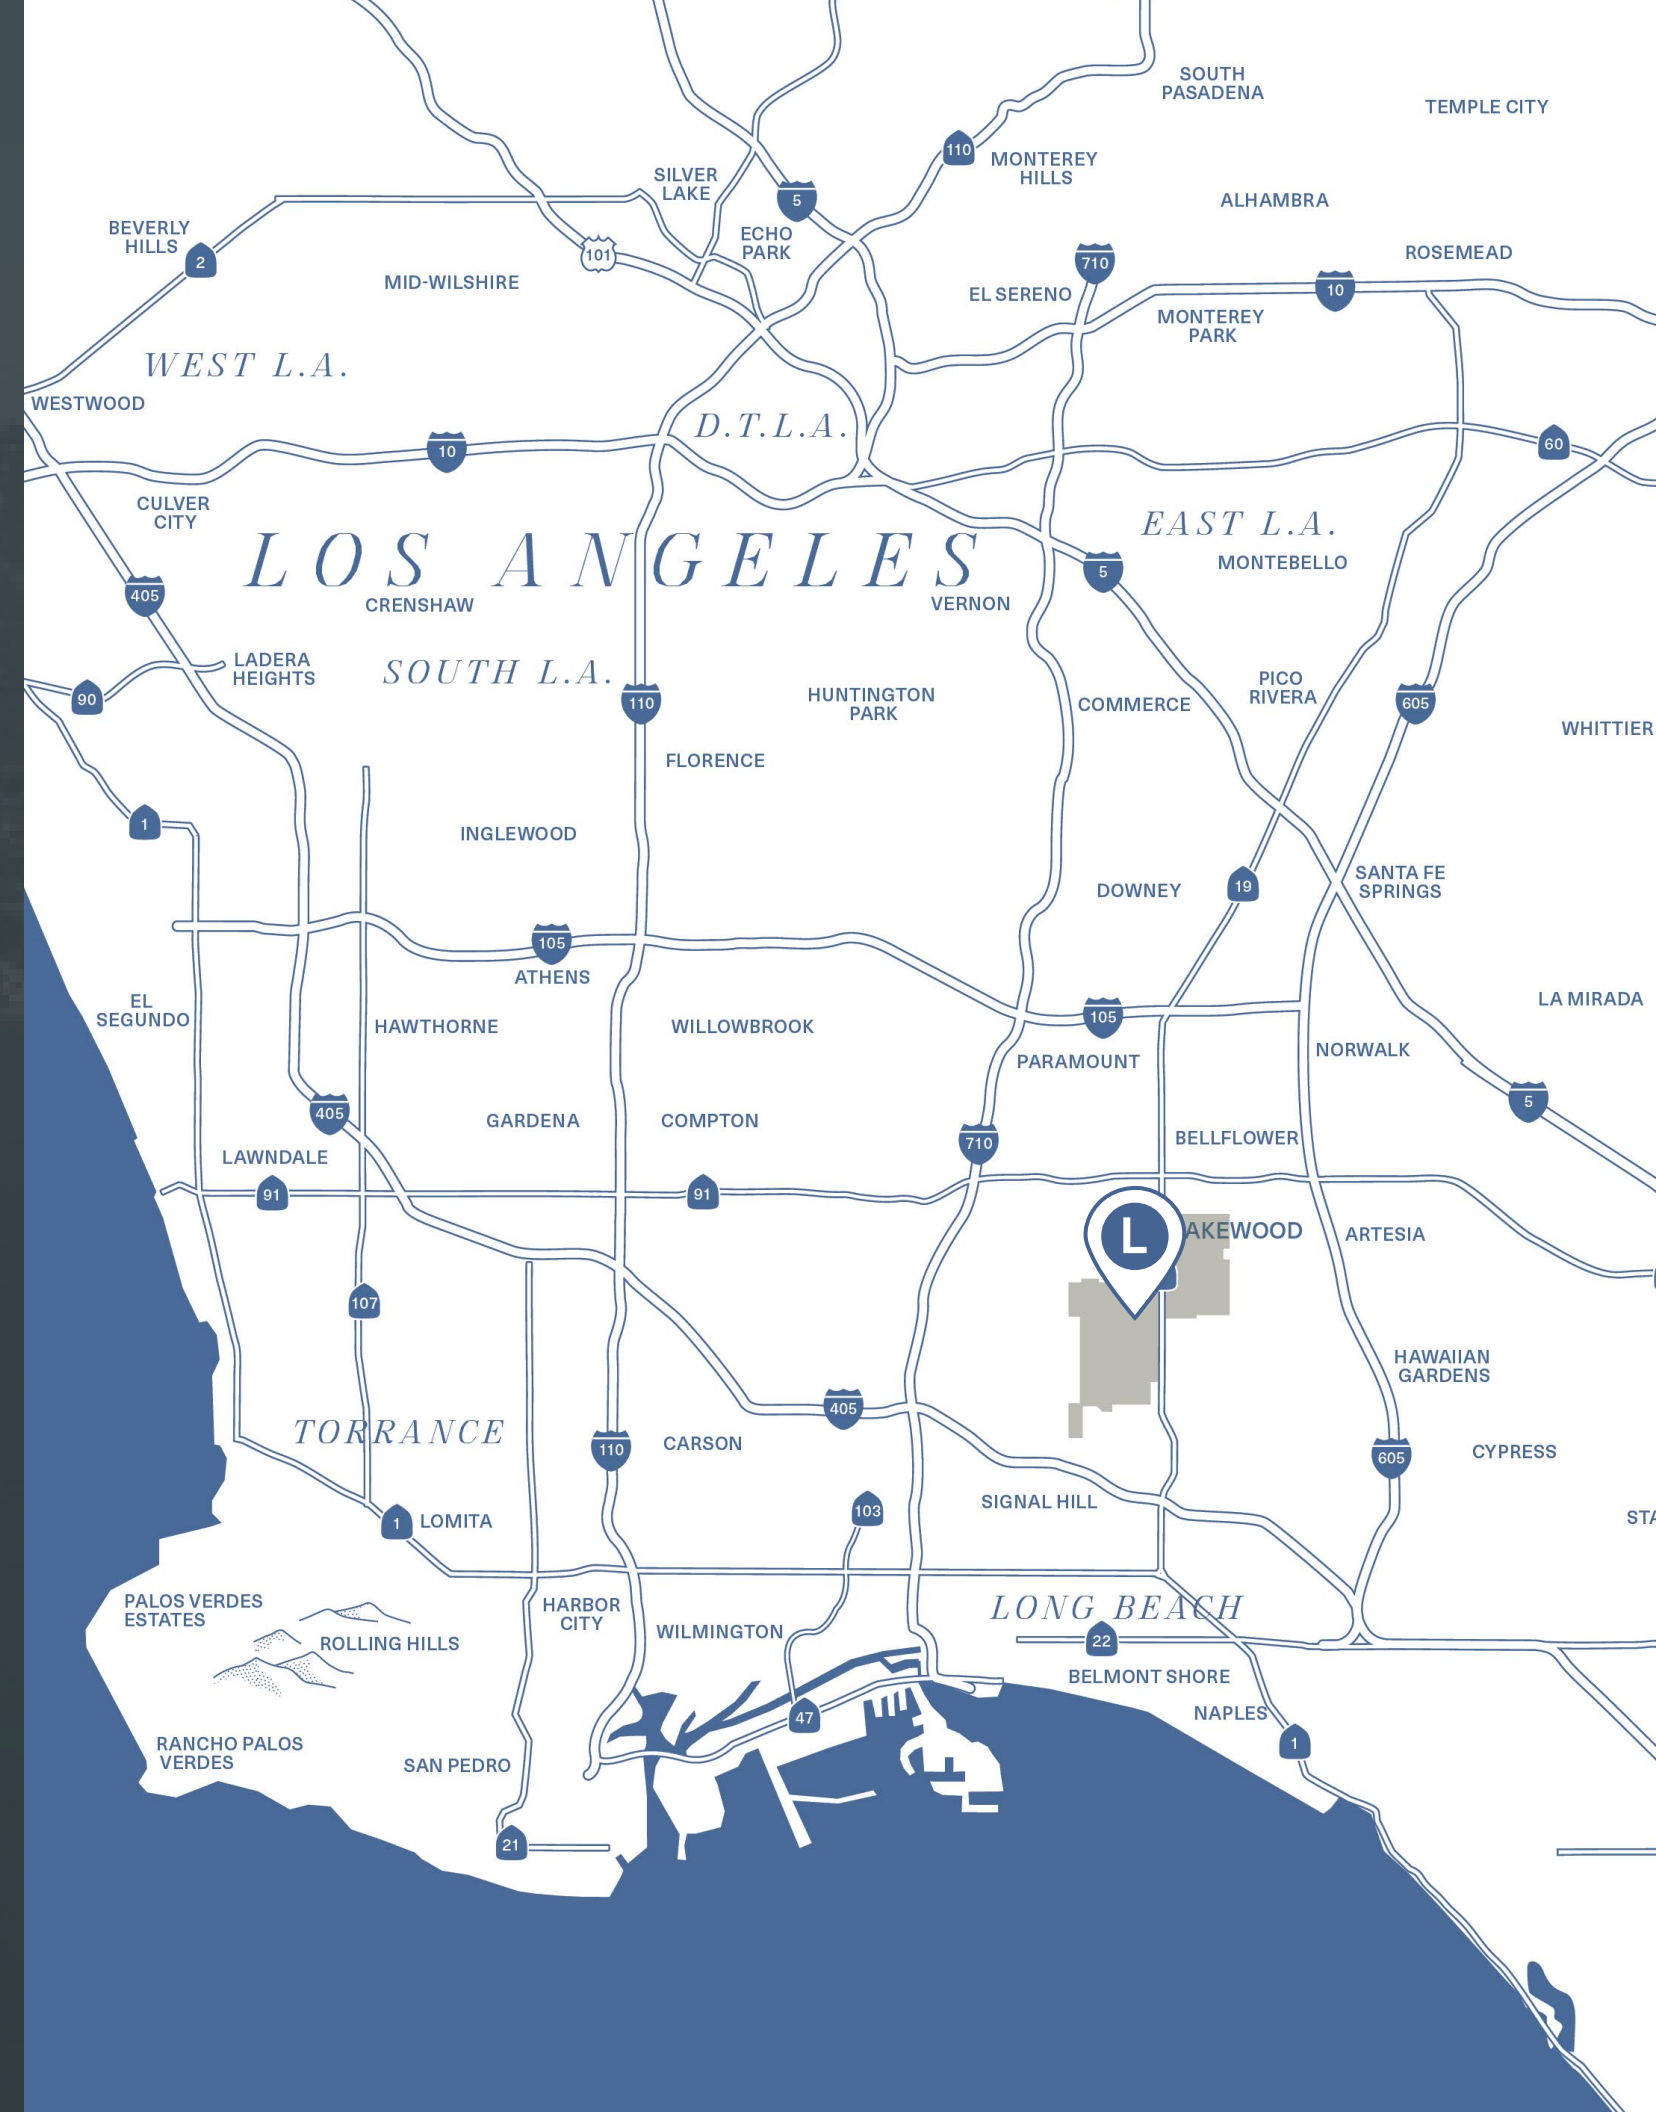 SOUTH
PASADENA
TEMPLE CITY
110
MONTEREY
HILLS
SILVER
LAKE
5
ALHAMBRA
BEVERLY
HILLS
2
ECHO
PARK
101
ROSEMEAD
710
MID-WILSHIRE
EL SERENO
10
MONTEREY
PARK
WEST L.A.
WESTWOOD
D.T.L.A.
10
60
CULVER
CITY
EAST L.A.
LOS ANGELES
MONTEBELLO
5
405
CRENSHAW
VERNON
LADERA
HEIGHTS
SOUTH L.A.
90
110
HUNTINGTON
PARK
COMMERCE
PICO
RIVERA
605
WHITTIER
FLORENCE
1
INGLEWOOD
DOWNEY
19
SANTA FE
SPRINGS
105
ATHENS
EL
SEGUNDO
HAWTHORNE
WILLOWBROOK
105
LA MIRADA
PARAMOUNT
NORWALK
5
405
GARDENA
COMPTON
710
BELLFLOWER
LAWNDALE
91
91
L
AKEWOOD
ARTESIA
107
HAWAIIAN
GARDENS
405
TORRANCE
110
CARSON
605
CYPRESS
103
SIGNAL HILL
1
LOMITA
STA
PALOS VERDES
ESTATES
HARBOR
CITY
LONG BEACH
WILMINGTON
22
ROLLING HILLS
BELMONT SHORE
47
NAPLES
1
RANCHO PALOS
VERDES
SAN PEDRO
21